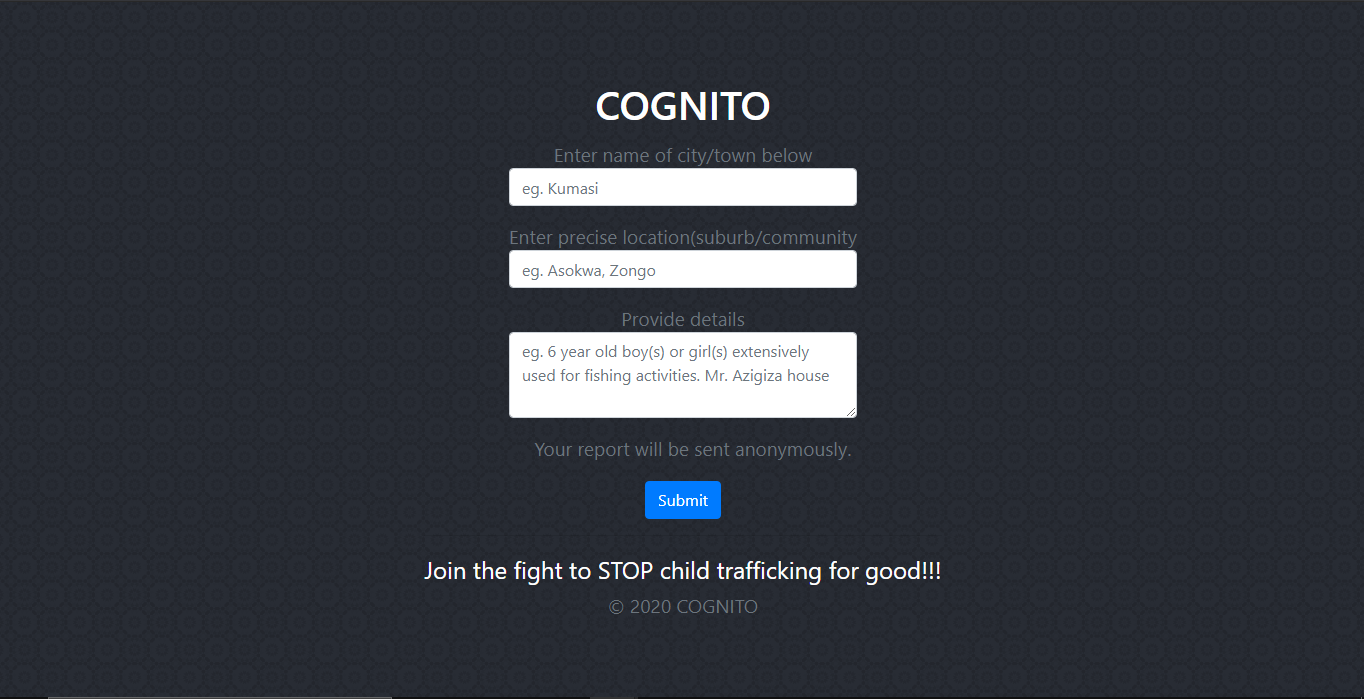 COGNITO
Enter name of city/town below
eg. Kumasi
Enter precise location(suburb/community
eg. Asokwa, Zongo
Provide details
eg. 6 year old boy(s) or girl(s) extensively
used for fishing activities. Mr. Azigiza house
Your report will be sent anonymously.
Submit
Join the fight to STOP child trafficking for good!!!
© 2020 COGNITO